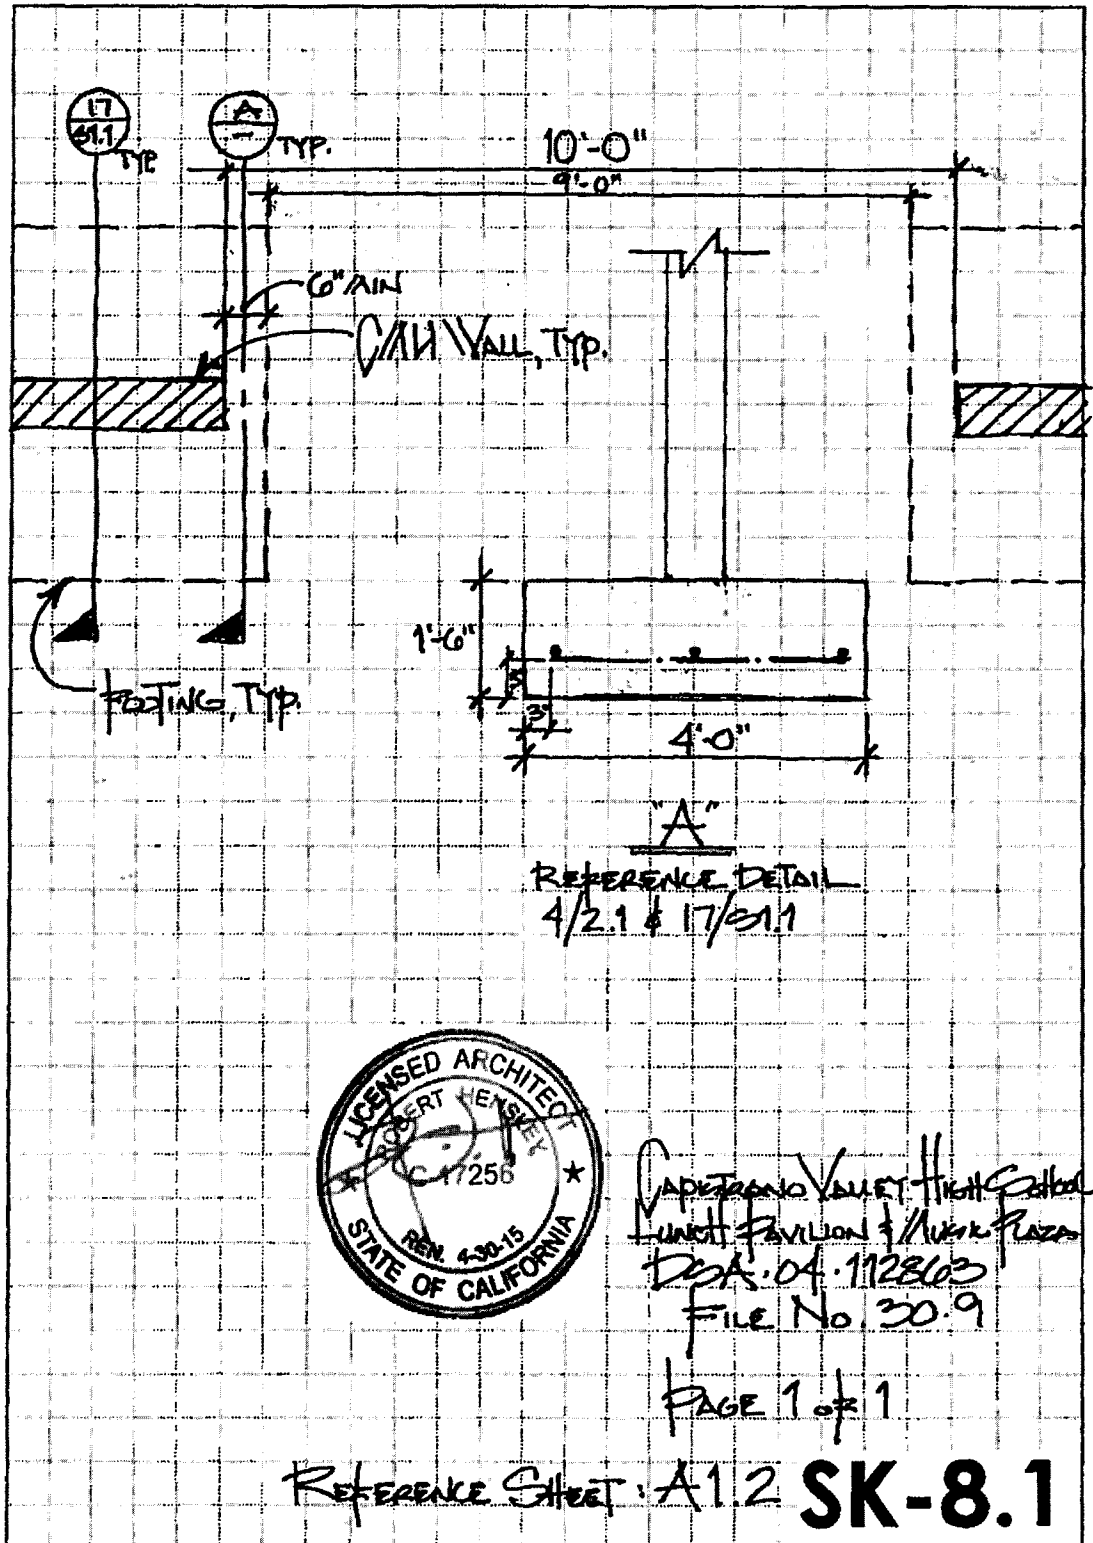 17
S1.1
TYP.
A
-
TYP.
10'-0"
9'-0"
6" MIN
CMU WALL, TYP.
1'-6"
3"
3"
4'-0"
FOOTING, TYP.
"A"
REFERENCE DETAIL
4/2.1 & 17/S1.1
LICENSED ARCHITECT
ROBERT HENSLEY
C-17256
REN. 4-30-15
STATE OF CALIFORNIA
CAPISTRANO VALLEY HIGH SCHOOL
LUNCH PAVILION & MUSIC PLAZA
DSA·04·112863
FILE NO. 30·9
PAGE 1 OF 1
REFERENCE SHEET: A1.2
SK-8.1